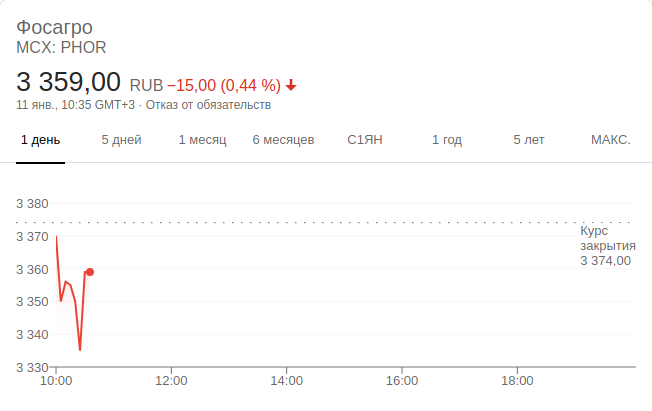 Фосагро
MCX: PHOR
3 359,00 RUB −15,00 (0,44 %)
11 янв., 10:35 GMT+3 · Отказ от обязательств
1 день 5 дней 1 месяц 6 месяцев С1ЯН 1 год 5 лет МАКС.
3 380
Курс
3 370
закрытия
3 374,00
3 360
3 350
3 340
3 330
10:00 12:00 14:00 16:00 18:00